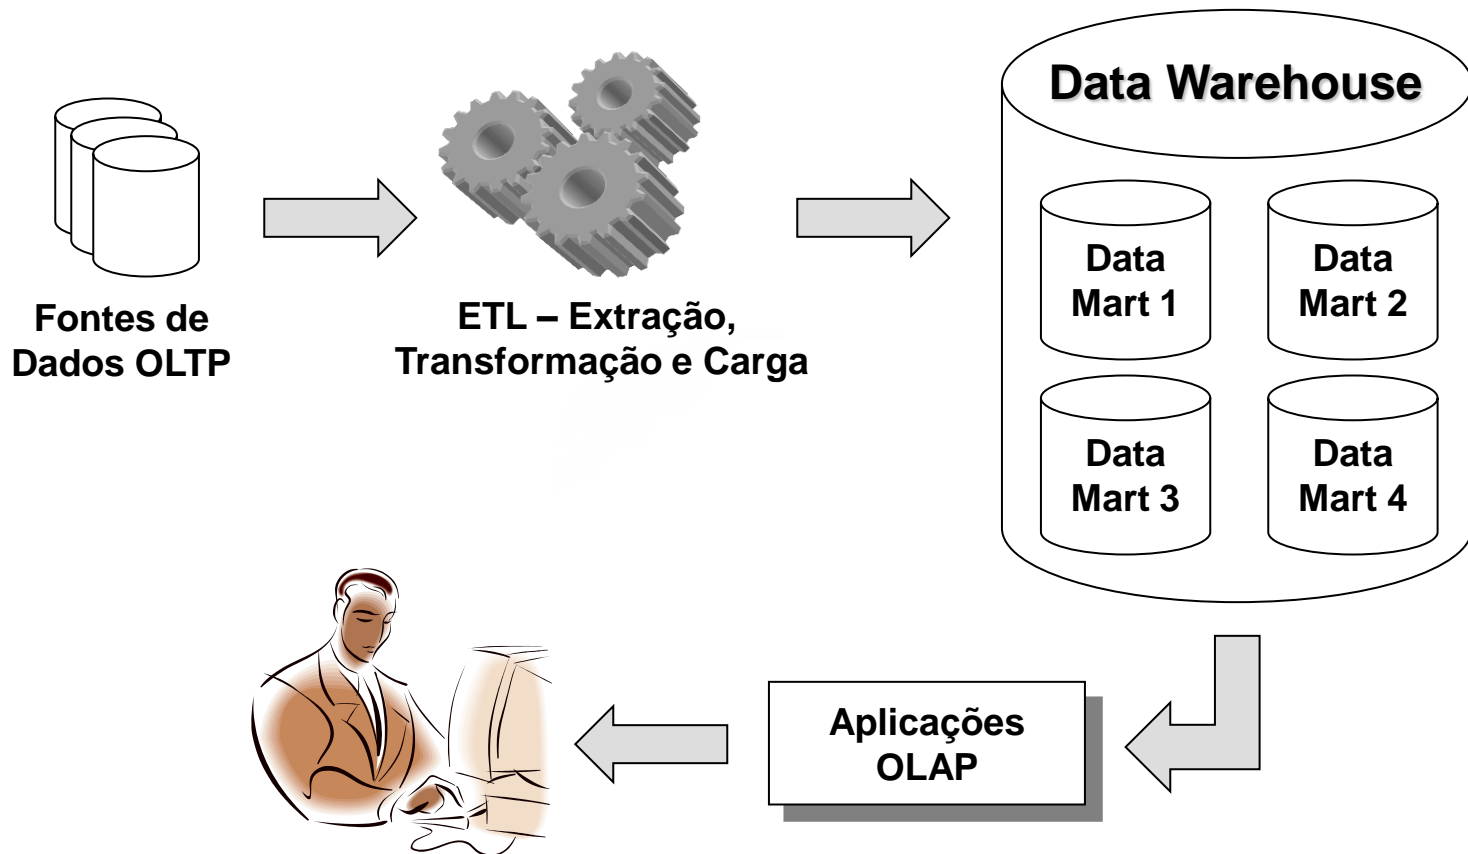 Data Warehouse
Fontes de
Dados OLTP
ETL – Extração,
Transformação e Carga
Data
Mart 1
Data
Mart 2
Data
Mart 3
Data
Mart 4
Aplicações
OLAP